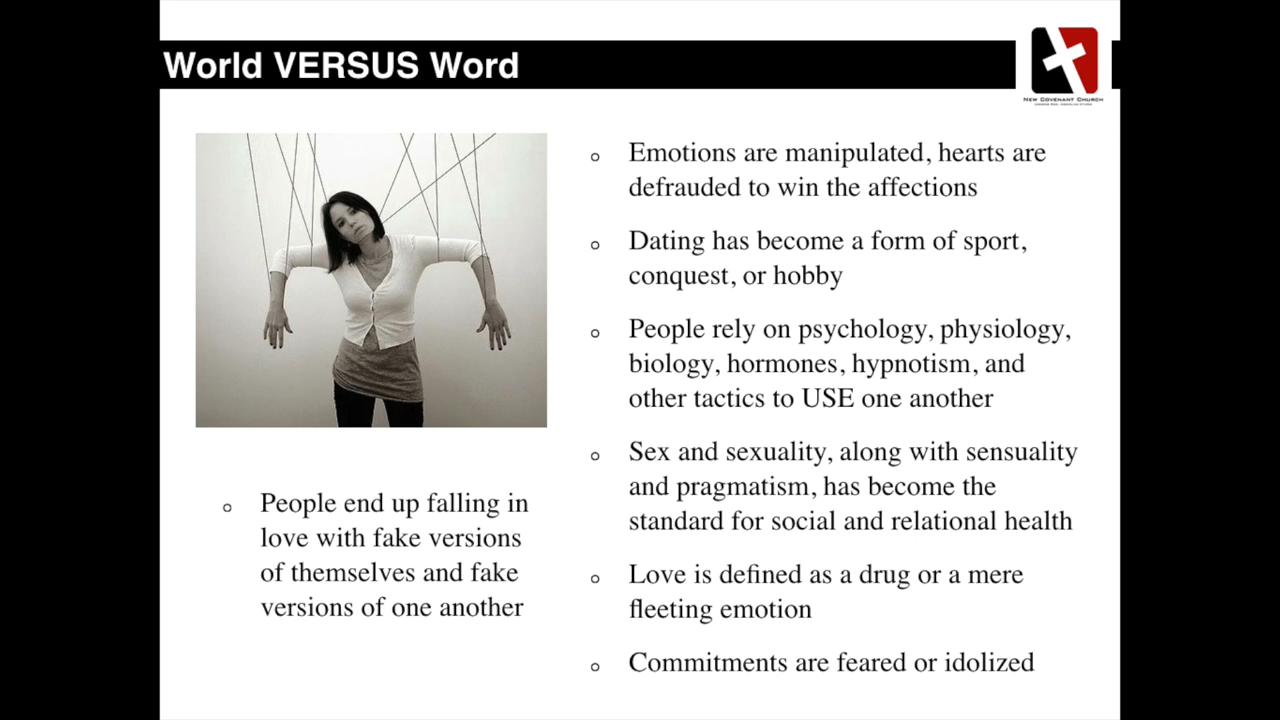 World VERSUS Word
NEW COVENANT CHURCH
○ Emotions are manipulated, hearts are
defrauded to win the affections
○ Dating has become a form of sport,
conquest, or hobby
○ People rely on psychology, physiology,
biology, hormones, hypnotism, and
other tactics to USE one another
○ Sex and sexuality, along with sensuality
and pragmatism, has become the
standard for social and relational health
○ Love is defined as a drug or a mere
fleeting emotion
○ Commitments are feared or idolized
○ People end up falling in
love with fake versions
of themselves and fake
versions of one another